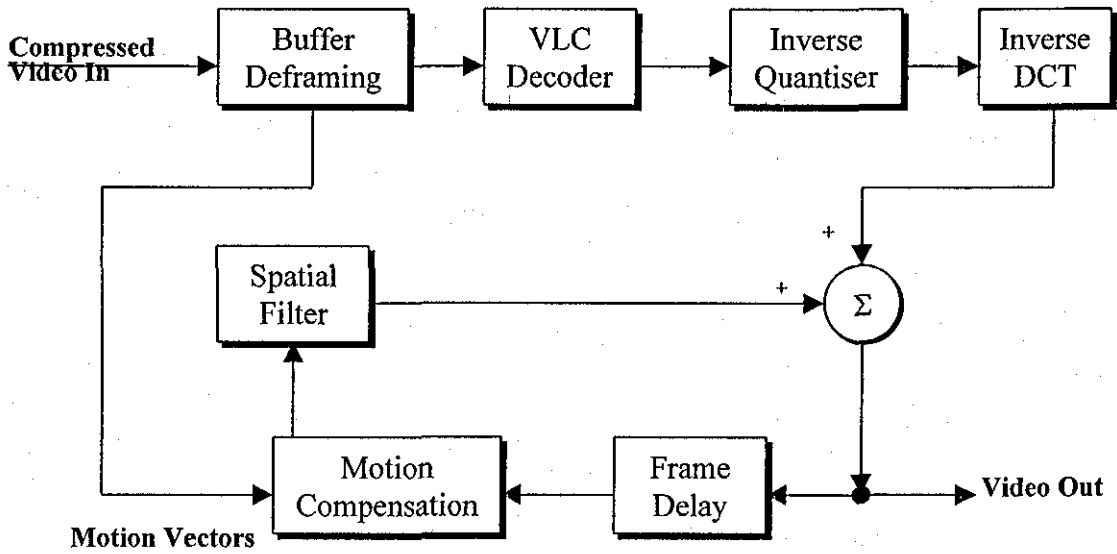 Compressed
Video In
Buffer
Deframing
VLC
Decoder
Inverse
Quantiser
Inverse
DCT
+
Spatial
Filter
+
Σ
Motion
Compensation
Frame
Delay
Video Out
Motion Vectors